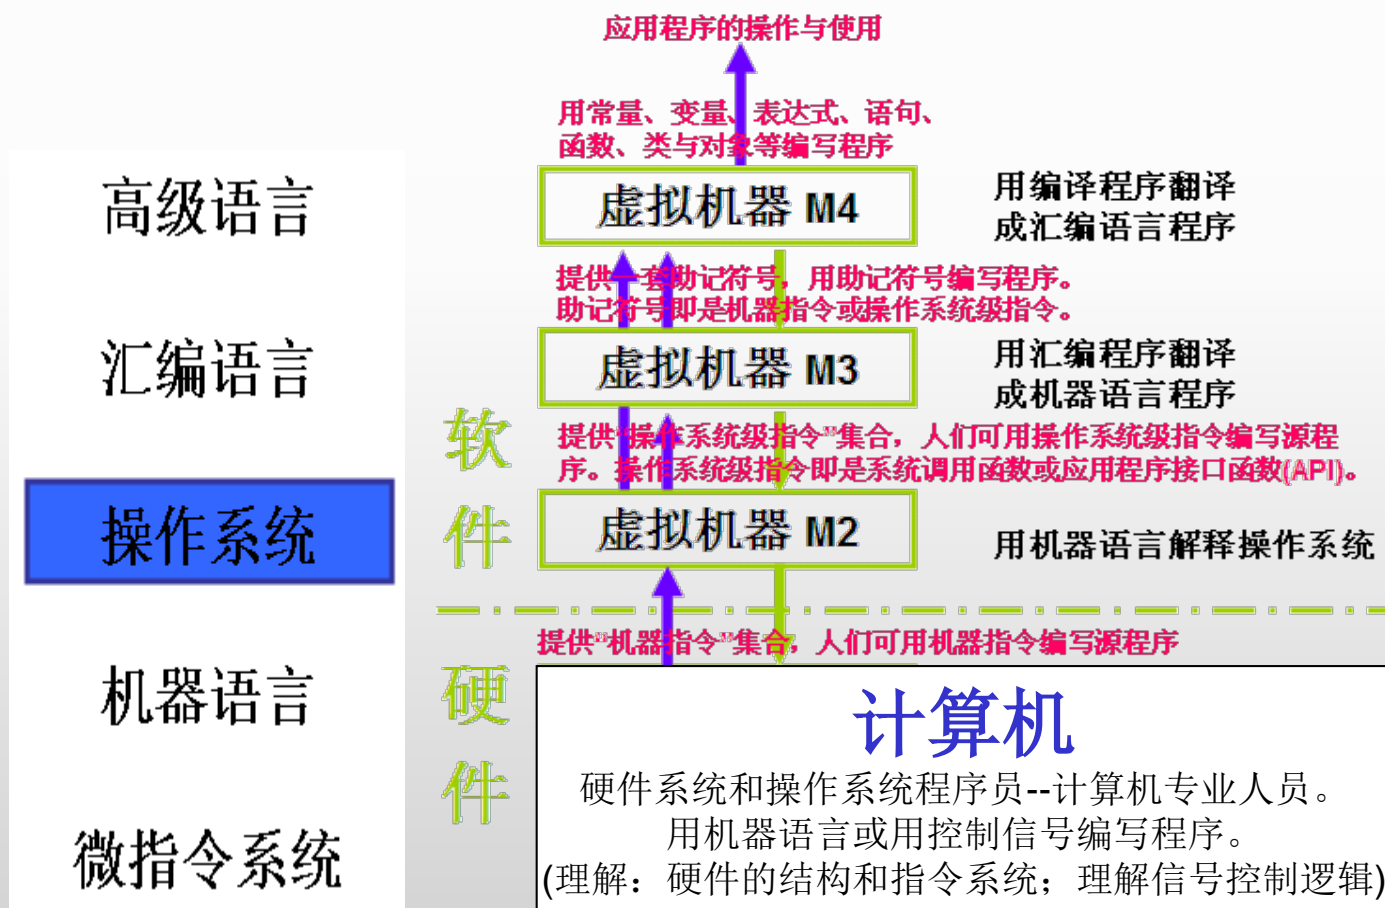 应用程序的操作与使用
用常量、变量、表达式、语句、
函数、类与对象等编写程序
高级语言
虚拟机器 M4
用编译程序翻译
成汇编语言程序
提供一套助记符号，用助记符号编写程序。
助记符号即是机器指令或操作系统级指令。
汇编语言
虚拟机器 M3
用汇编程序翻译
成机器语言程序
软件
提供“操作系统级指令”集合，人们可用操作系统级指令编写源程
序。操作系统级指令即是系统调用函数或应用程序接口函数(API)。
操作系统
虚拟机器 M2
用机器语言解释操作系统
提供“机器指令”集合，人们可用机器指令编写源程序
机器语言
硬件
计算机
硬件系统和操作系统程序员--计算机专业人员。
用机器语言或用控制信号编写程序。
(理解：硬件的结构和指令系统；理解信号控制逻辑)
微指令系统